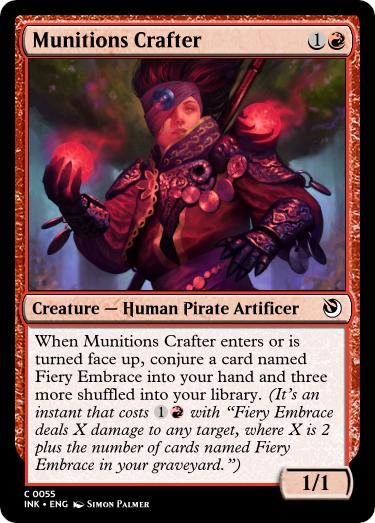 Munitions Crafter 1
Creature — Human Pirate Artificer
When Munitions Crafter enters or is
turned face up, conjure a card named
Fiery Embrace into your hand and three
more shuffled into your library. (It's an
instant that costs 1 with “Fiery Embrace
deals X damage to any target, where X is 2
plus the number of cards named Fiery
Embrace in your graveyard.”)
1/1
C 0055
INK • ENG Simon Palmer